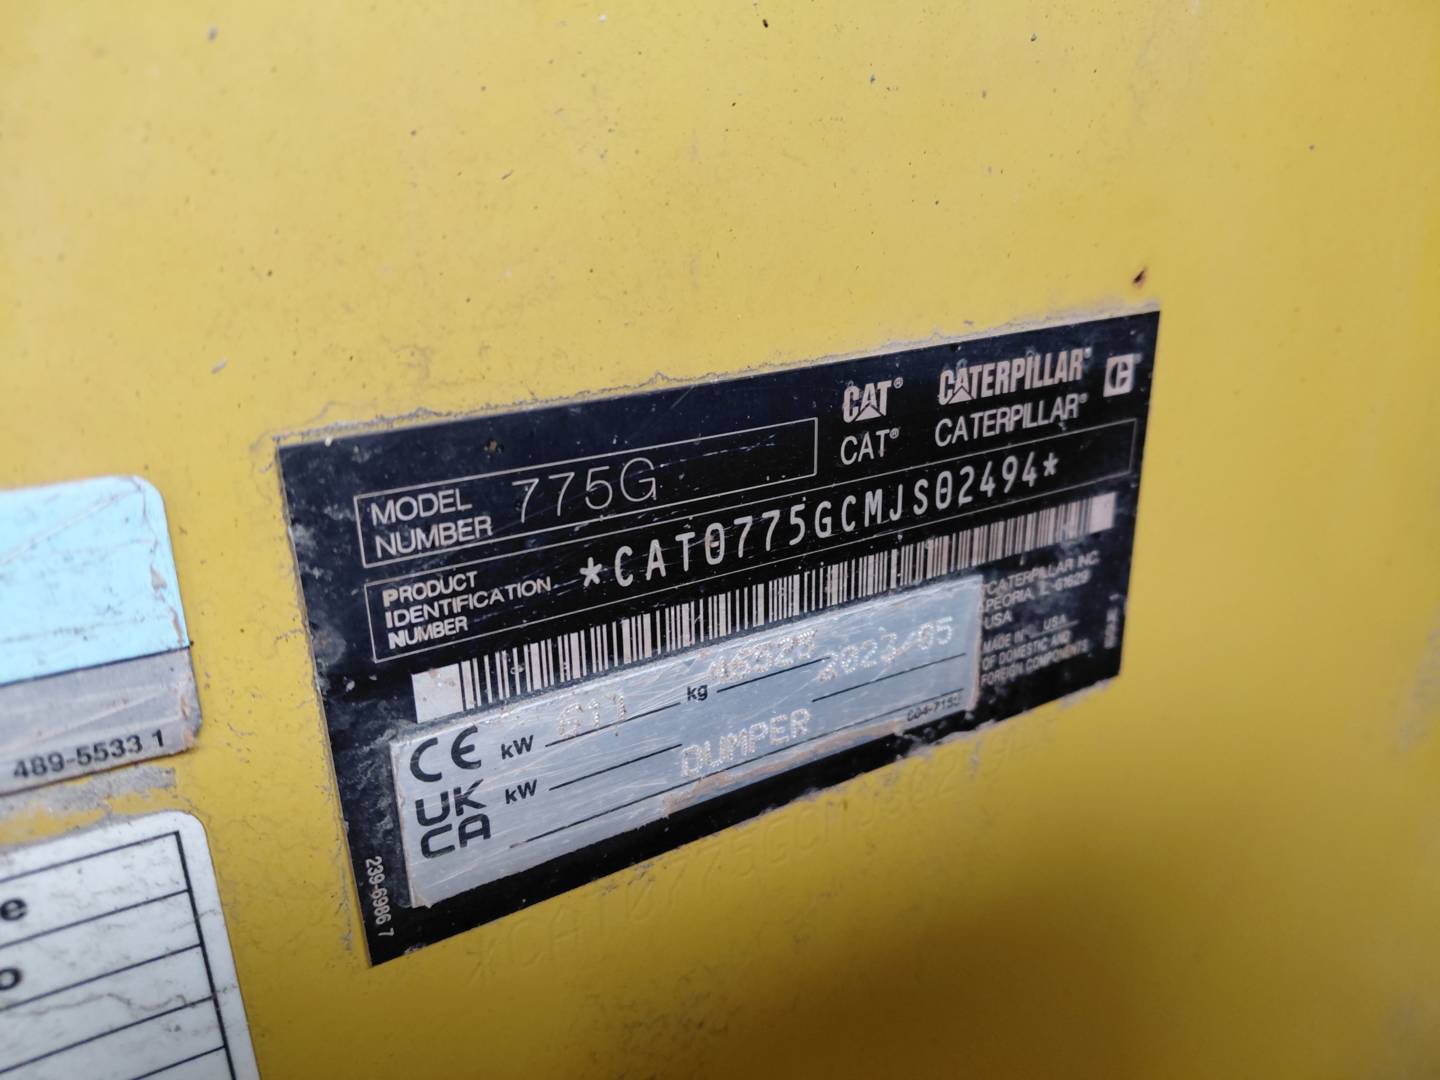 CAT® CATERPILLAR®
CAT® CATERPILLAR®
MODEL NUMBER 775G
PRODUCT IDENTIFICATION NUMBER *CAT0775GCMJS02494*
CATERPILLAR INC.
PEORIA, IL 61629
USA
MADE IN USA
OF DOMESTIC AND
FOREIGN COMPONENTS
CE kW 611 kg 46520 2023/05
UK CA kW DUMPER
239-6986 7
489-5533 1
e
o
*CAT0775GCMJS02494